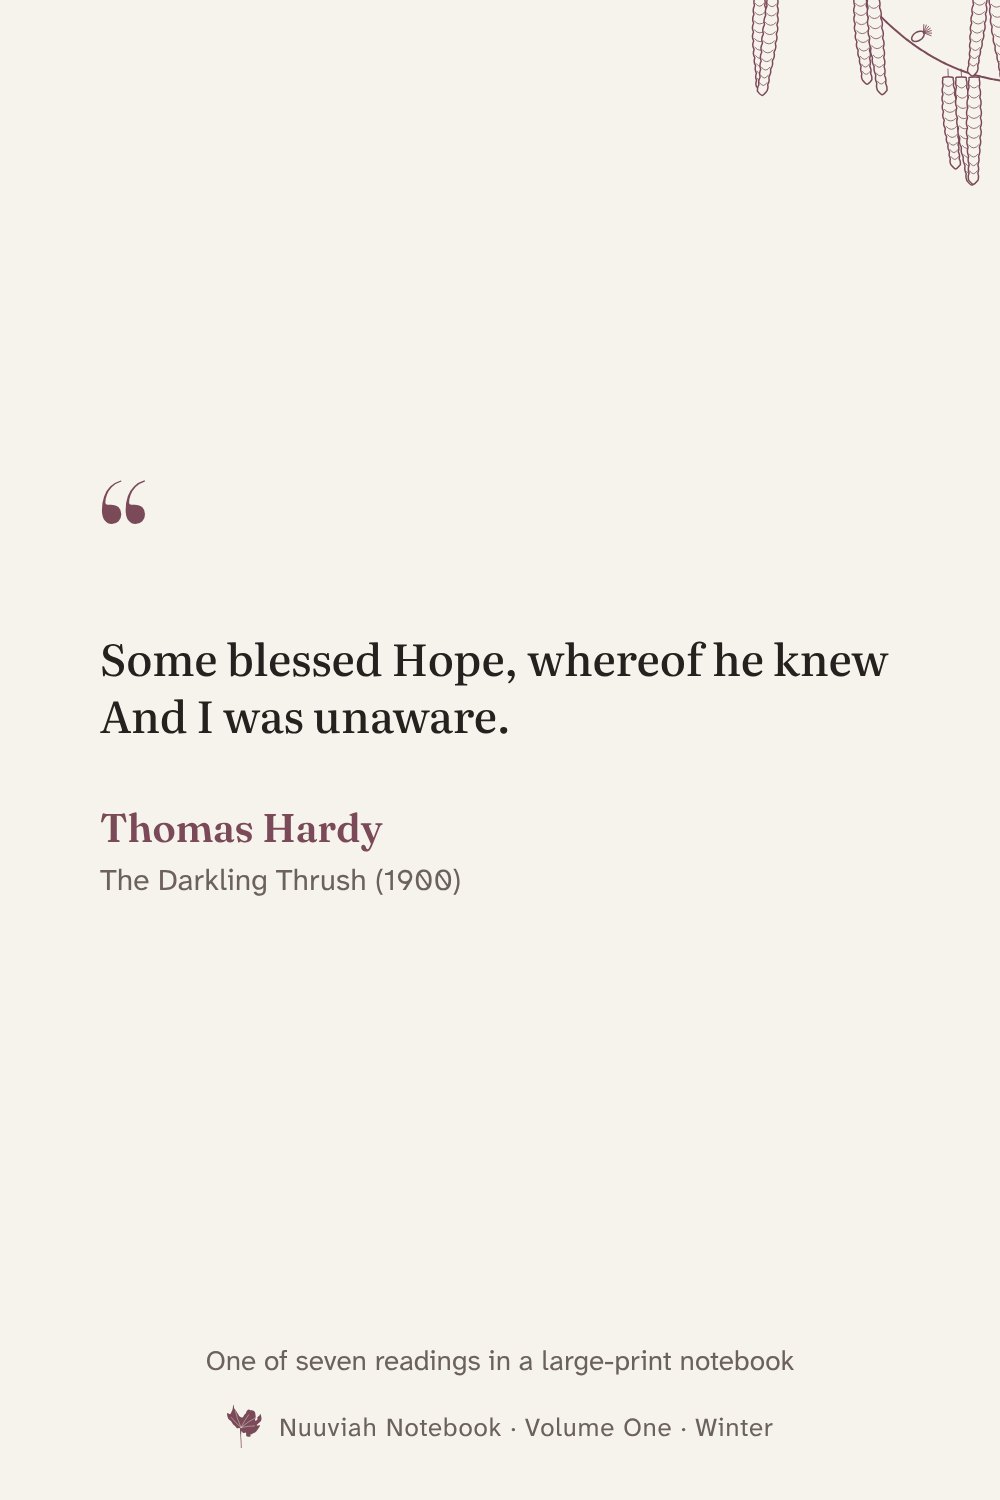 “
Some blessed Hope, whereof he knew
And I was unaware.
Thomas Hardy
The Darkling Thrush (1900)
One of seven readings in a large-print notebook
Nuuviah Notebook · Volume One · Winter